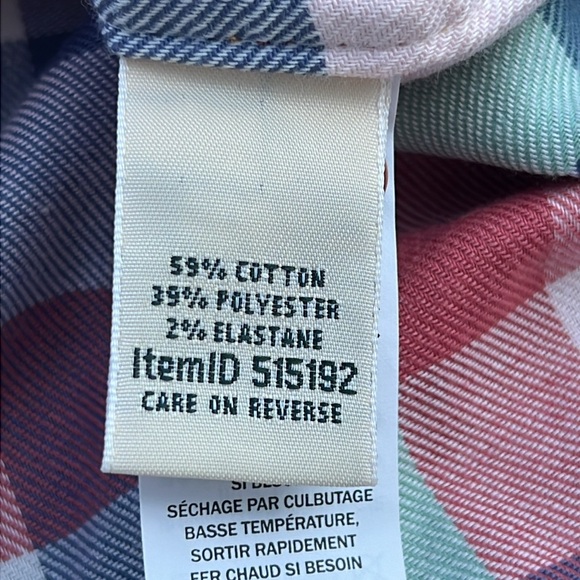 59% COTTON
39% POLYESTER
2% ELASTANE
ItemID 515192
CARE ON REVERSE
SÉCHAGE PAR CULBUTAGE
BASSE TEMPÉRATURE,
SORTIR RAPIDEMENT
FER CHAUD SI BESOIN